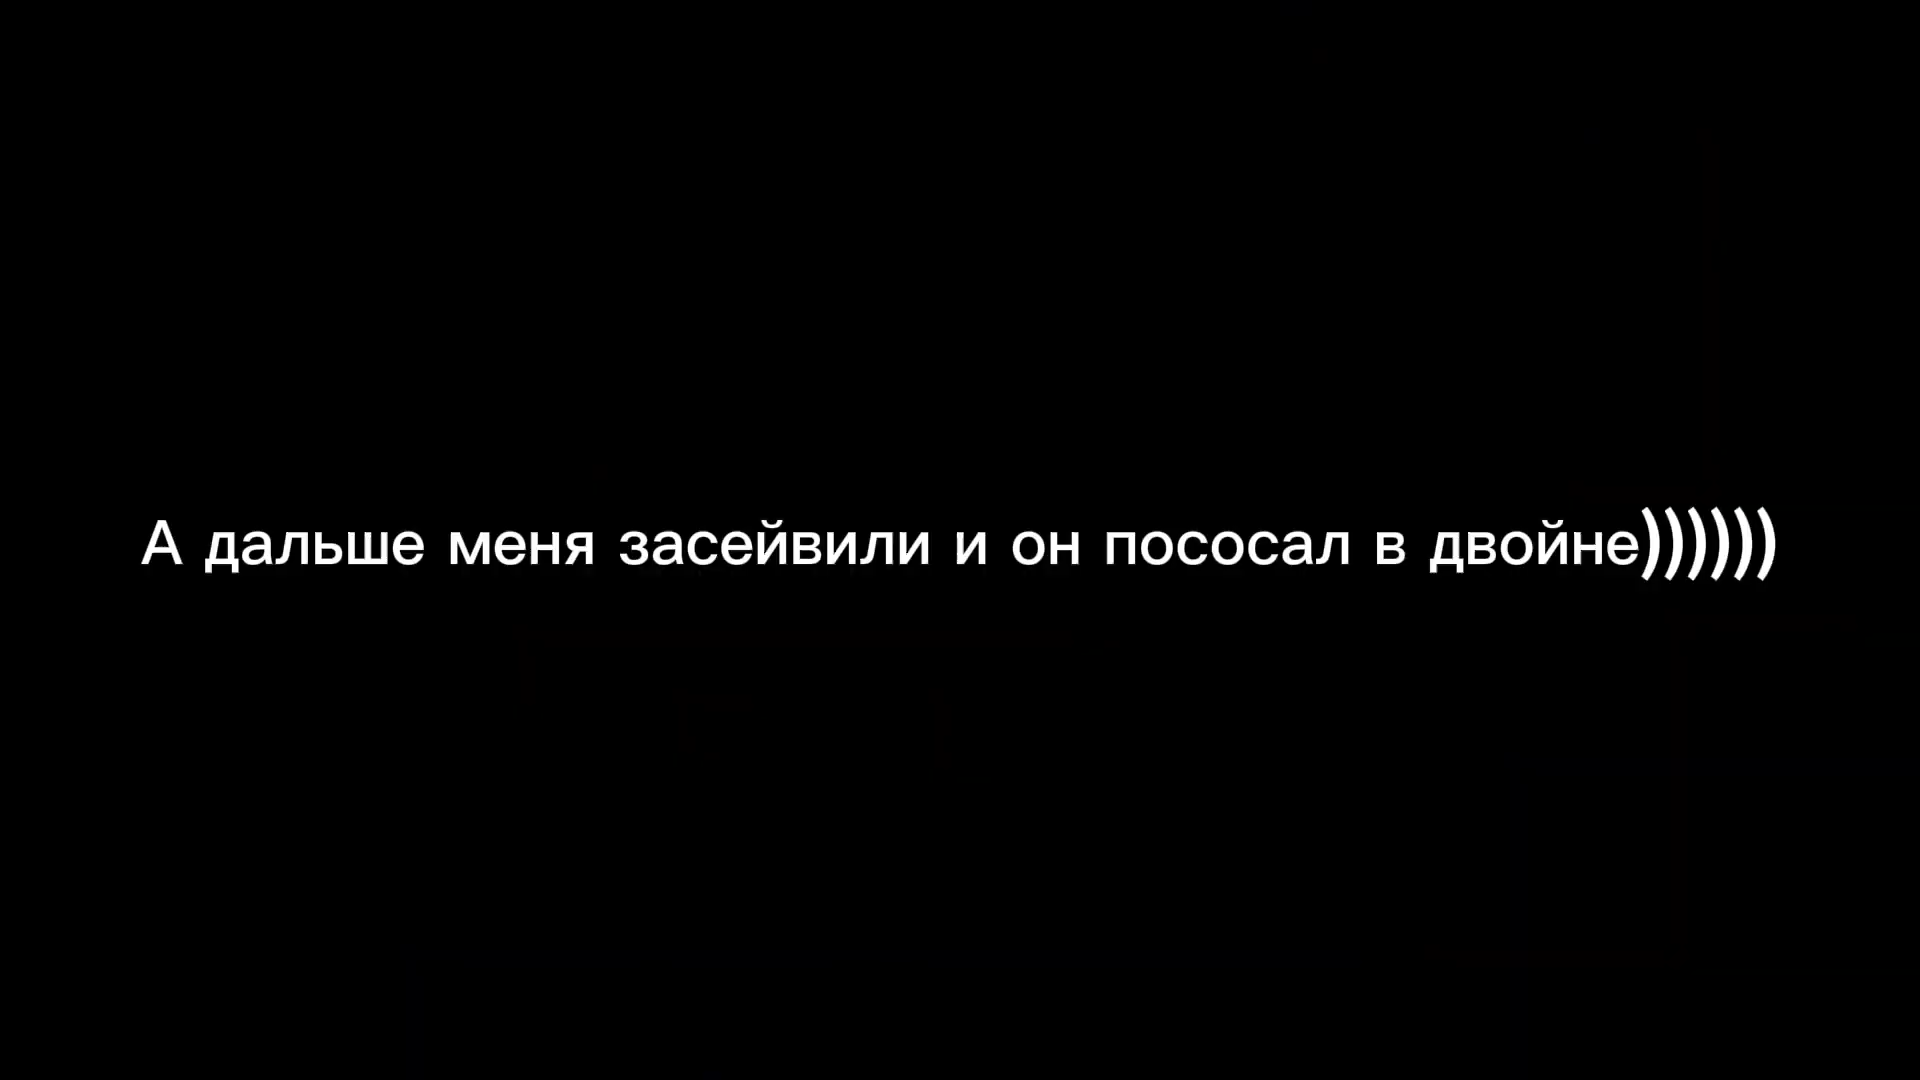 А дальше меня засейвили и он пососал в двойне))))))